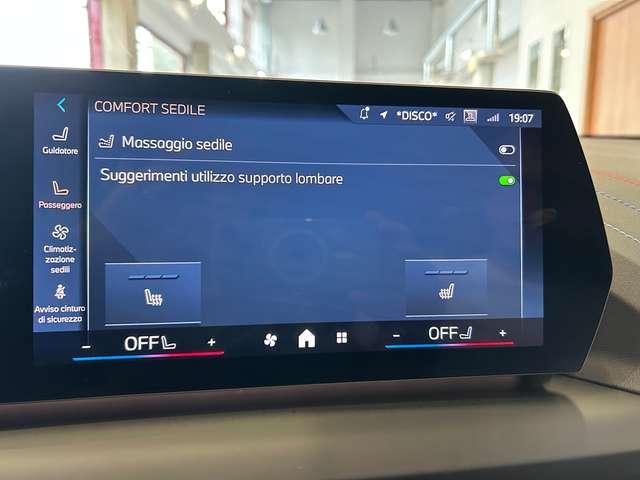 COMFORT SEDILE
*DISCO*
19:07
Guidatore
Massaggio sedile
Suggerimenti utilizzo supporto lombare
Passeggero
Climatiz-
zazione
sedili
Avviso cintura
di sicurezza
- OFF +
- OFF +